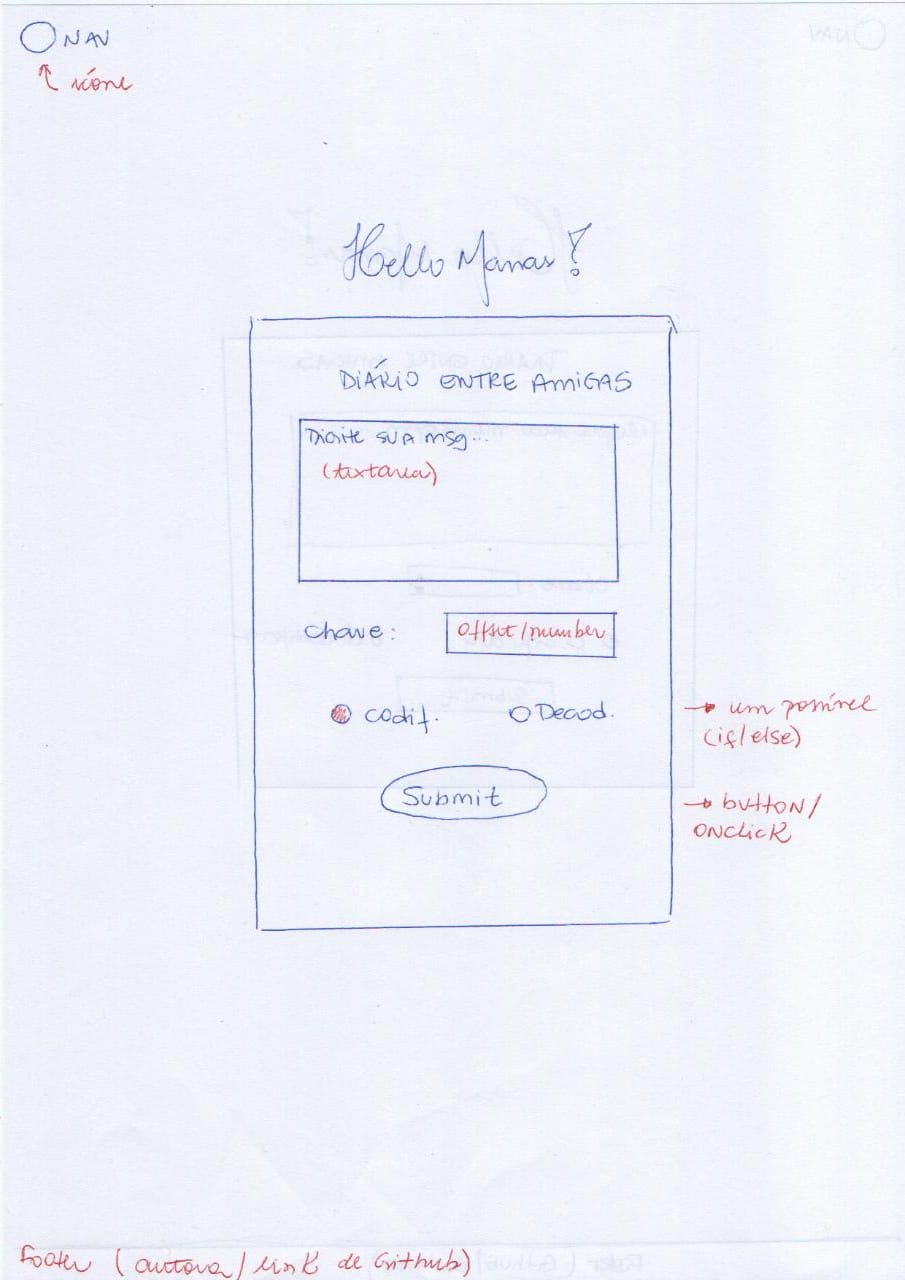 NAV
ícone
Hello Manas!
DIÁRIO ENTRE AMIGAS
Digite sua msg...
(textarea)
Chave:
offset/number
codif.
Decod.
→ um possível
(if/else)
Submit
→ button/
onclick
Footer (autora/link de Github)